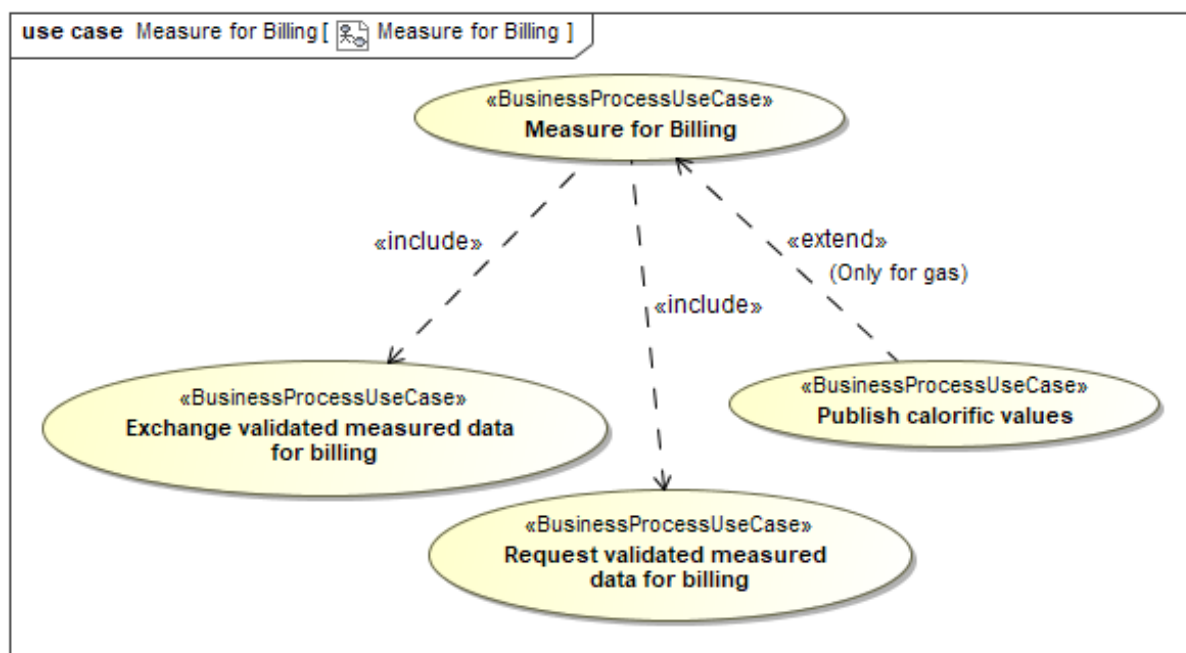 use case Measure for Billing [ Measure for Billing ]
«BusinessProcessUseCase»
Measure for Billing
«include»
«extend»
(Only for gas)
«include»
«BusinessProcessUseCase»
Exchange validated measured data
for billing
«BusinessProcessUseCase»
Publish calorific values
«BusinessProcessUseCase»
Request validated measured
data for billing